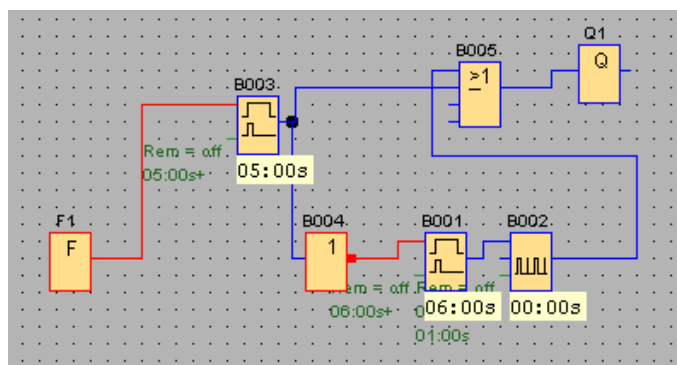 Q1
Q
B005
≥1
B003
Rem = off
05:00s+
05:00s
F1
F
B004
1
B001
B002
Rem = off
Rem = off
06:00s+
06:00s
00:00s
01:00s